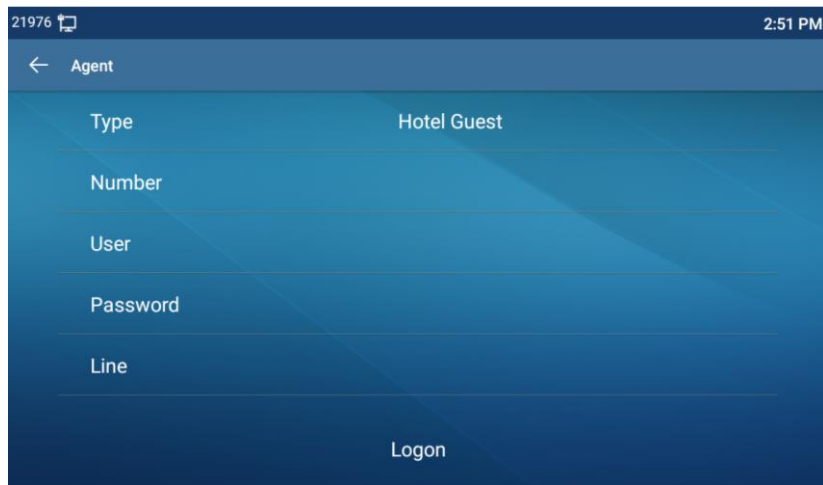 21976 2:51 PM
Agent
Type Hotel Guest
Number
User
Password
Line
Logon